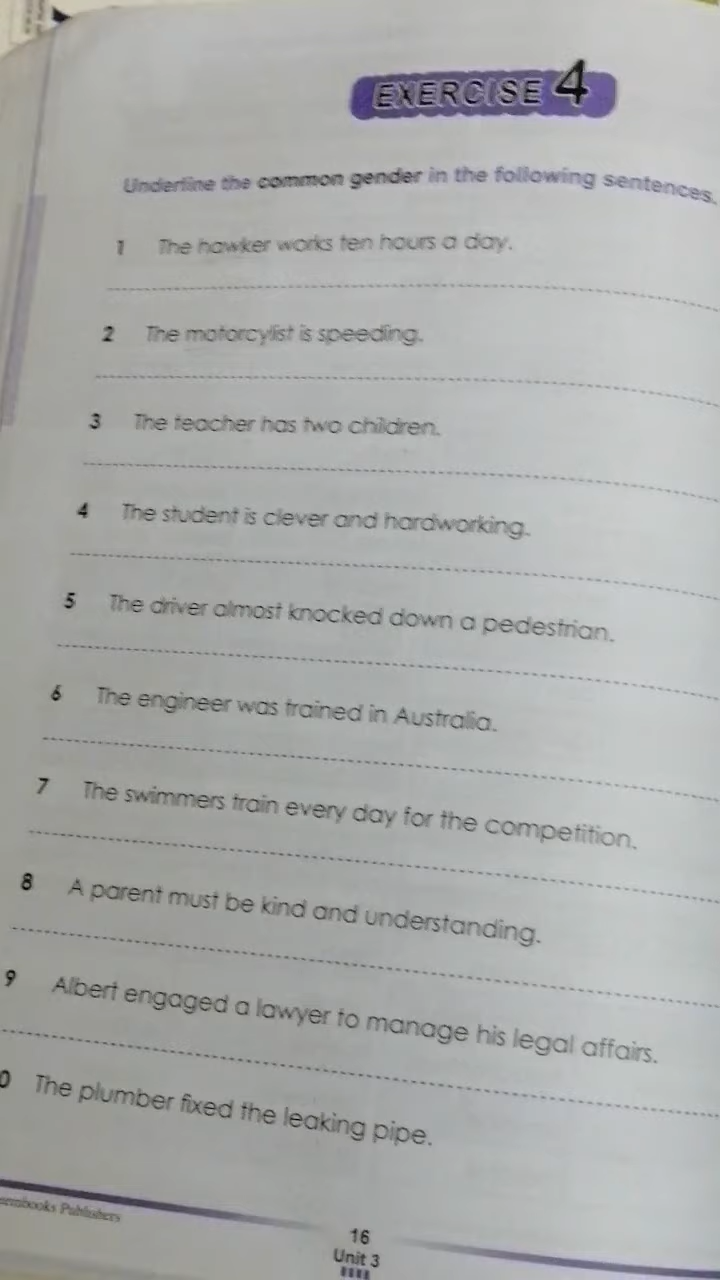 EXERCISE 4
Underline the common gender in the following sentences.
1 The hawker works ten hours a day.
2 The motorcylist is speeding.
3 The teacher has two children.
4 The student is clever and hardworking.
5 The driver almost knocked down a pedestrian.
6 The engineer was trained in Australia.
7 The swimmers train every day for the competition.
8 A parent must be kind and understanding.
9 Albert engaged a lawyer to manage his legal affairs.
0 The plumber fixed the leaking pipe.
Publishers
16
Unit 3